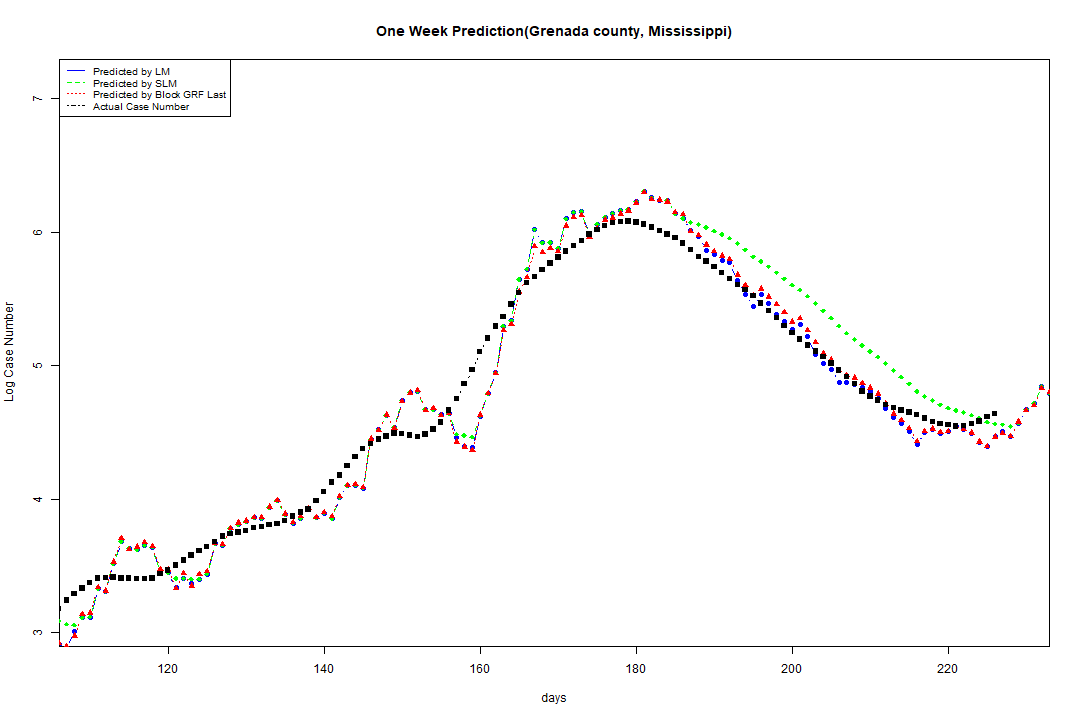 One Week Prediction(Grenada county, Mississippi)
Predicted by LM
Predicted by SLM
Predicted by Block GRF Last
Actual Case Number
7
6
5
4
3
Log Case Number
120 140 160 180 200 220
days